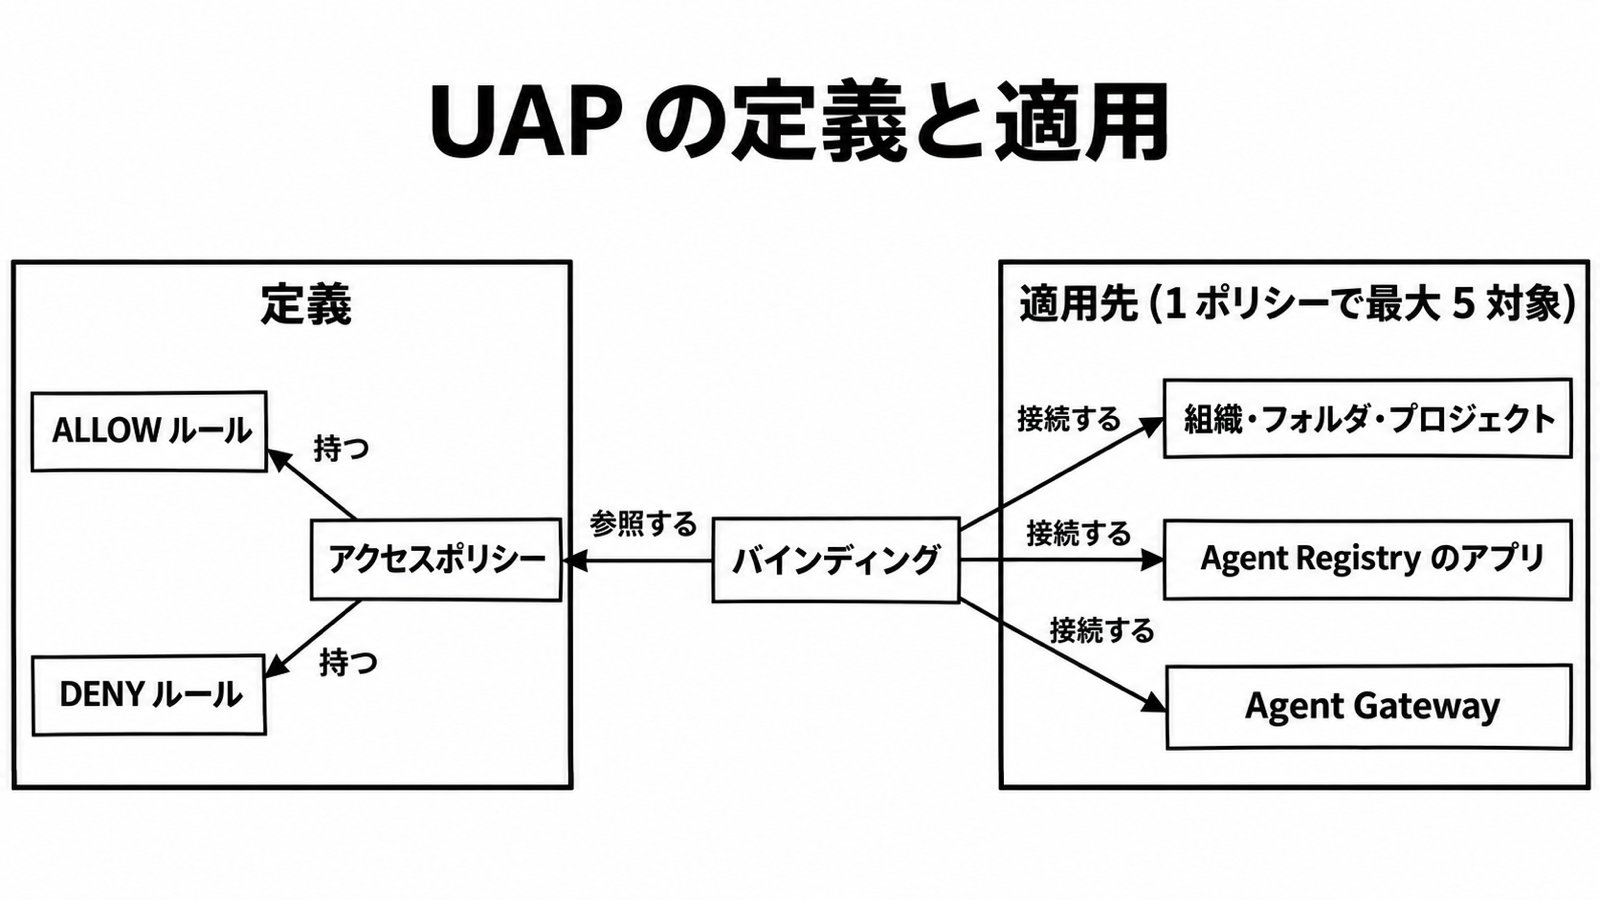 UAP の定義と適用
定義
ALLOW ルール
持つ
アクセスポリシー
持つ
DENY ルール
参照する
バインディング
適用先 (1 ポリシーで最大 5 対象)
接続する
組織・フォルダ・プロジェクト
接続する
Agent Registry のアプリ
接続する
Agent Gateway